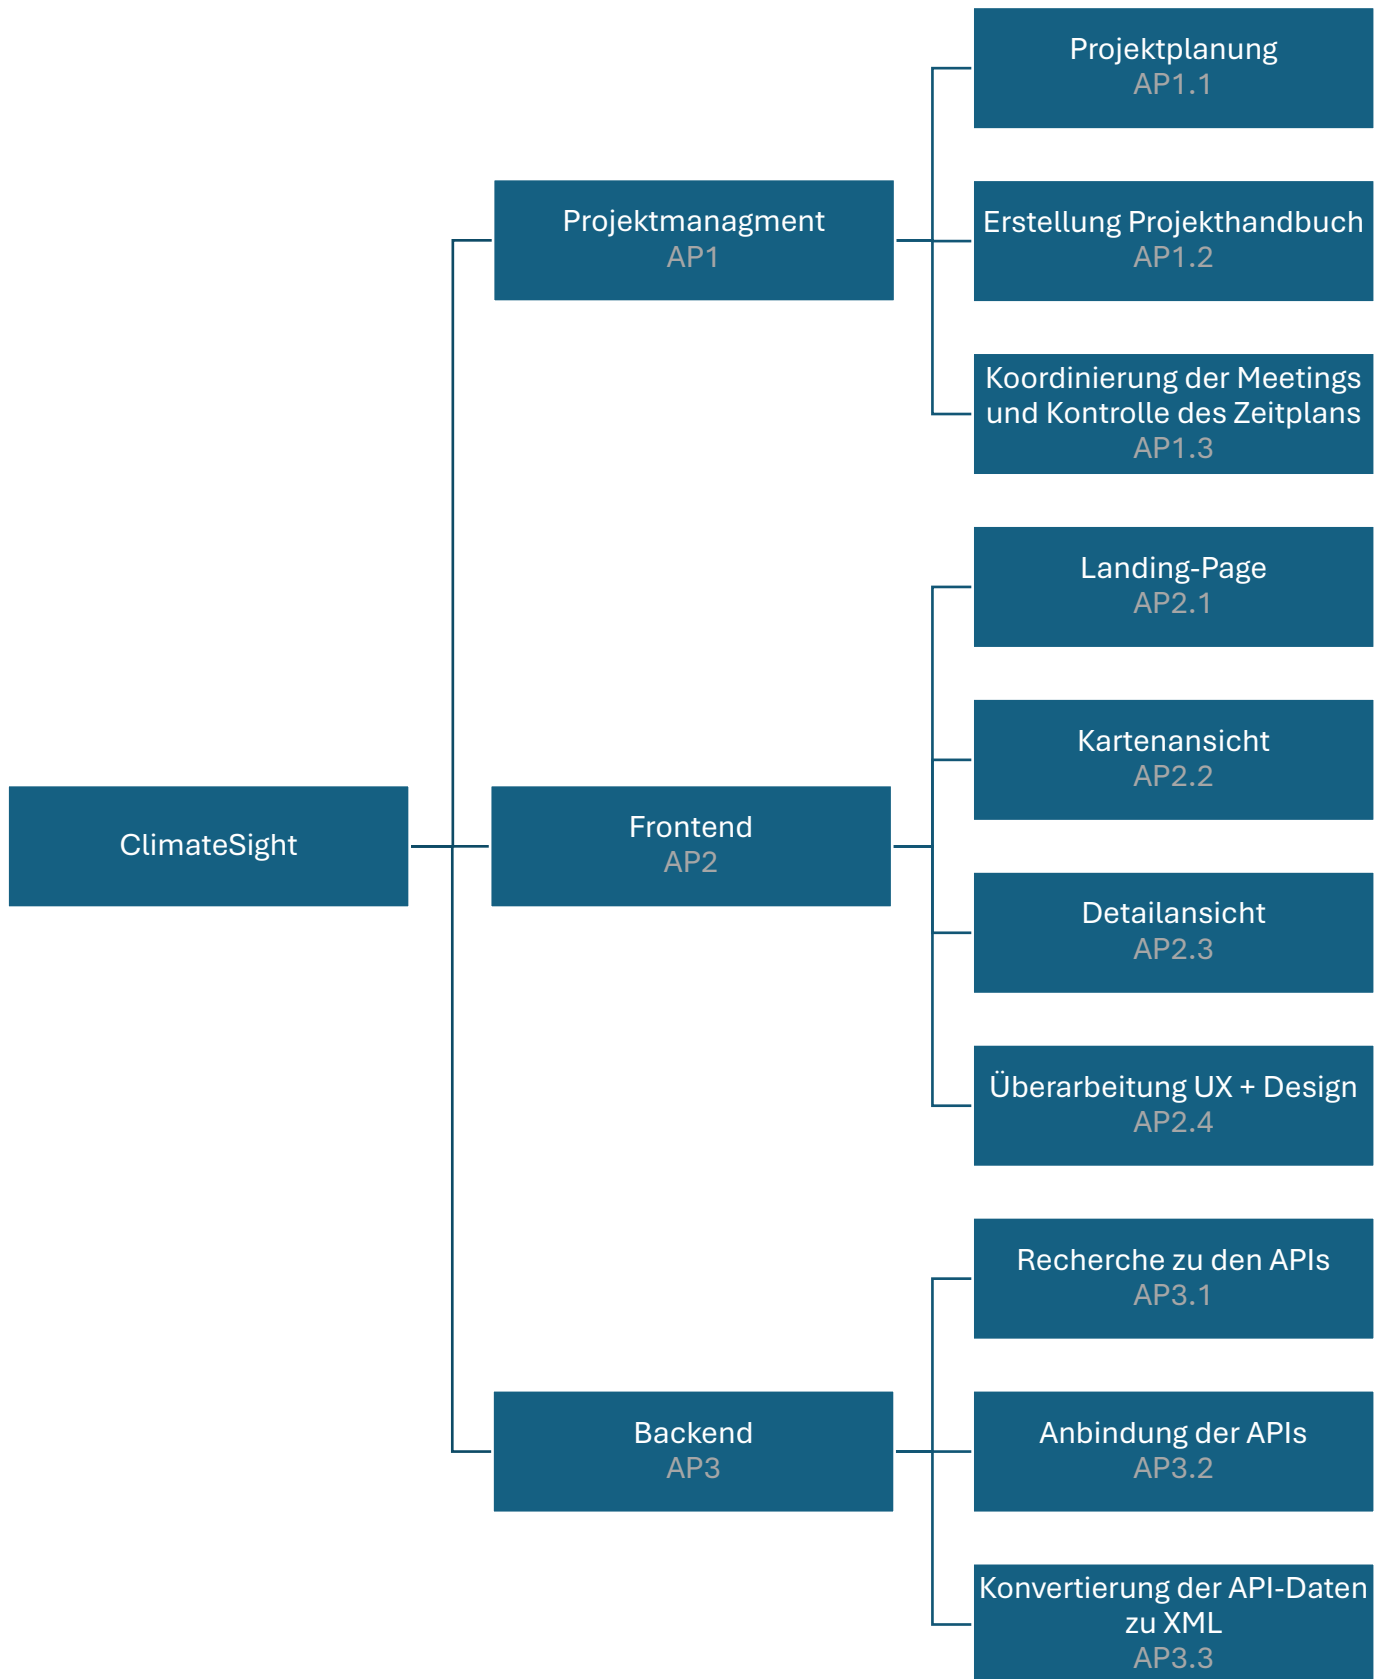 Projektplanung
AP1.1
Projektmanagment
AP1
Erstellung Projekthandbuch
AP1.2
Koordinierung der Meetings
und Kontrolle des Zeitplans
AP1.3
Landing-Page
AP2.1
Kartenansicht
AP2.2
ClimateSight
Frontend
AP2
Detailansicht
AP2.3
Überarbeitung UX + Design
AP2.4
Recherche zu den APIs
AP3.1
Backend
AP3
Anbindung der APIs
AP3.2
Konvertierung der API-Daten
zu XML
AP3.3